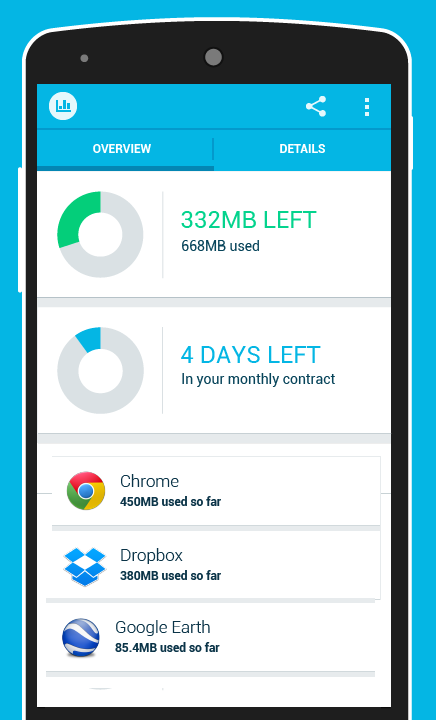 OVERVIEW
DETAILS
332MB LEFT
668MB used
4 DAYS LEFT
In your monthly contract
Chrome
450MB used so far
Dropbox
380MB used so far
Google Earth
85.4MB used so far